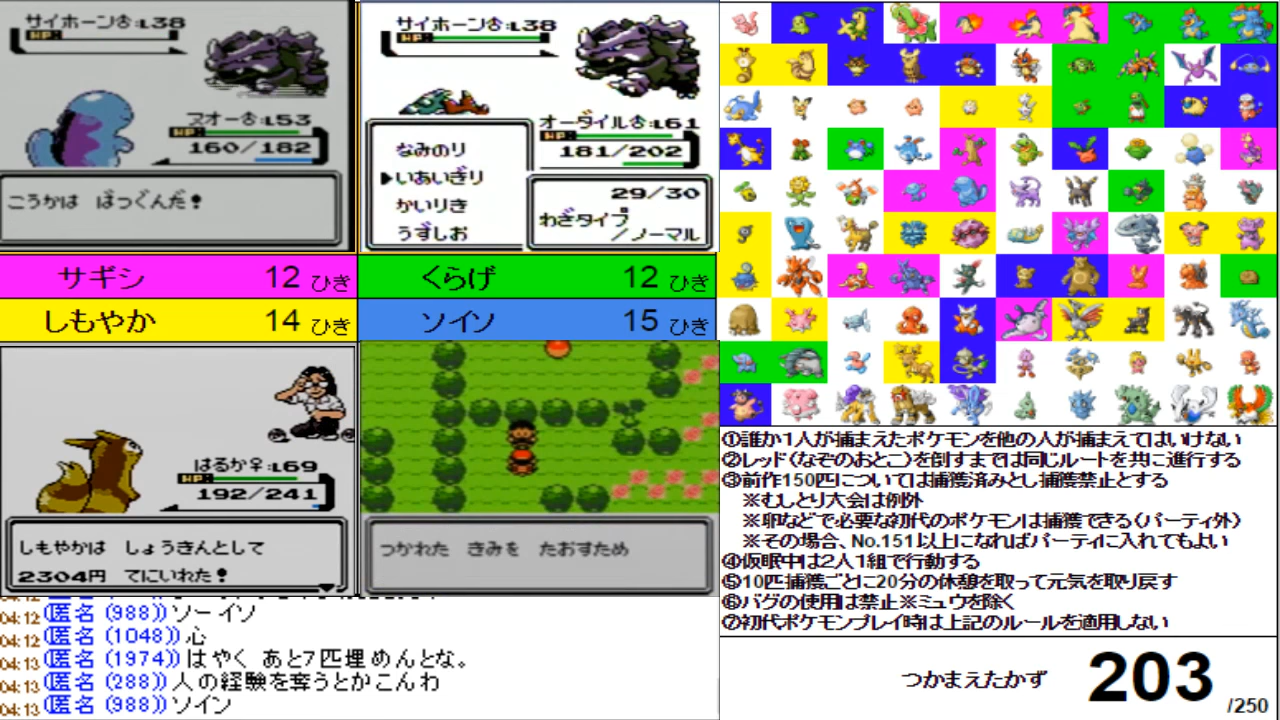 サイホーン♂:L38
HP:
ヌオー♂:L53
HP:
160/182
こうかは ばつぐんだ!
サイホーン♂:L38
HP:
オーダイル♂:L61
HP:
181/202
なみのり
▶いあいぎり
かいりき
うずしお
29/30
わざタイプ
/ノーマル
サギシ 12 ひき
くらげ 12 ひき
しもやか 14 ひき
ソイソ 15 ひき
はるか♀:L69
HP:
192/241
しもやかは しょうきんとして
2304円 てにいれた!
つかれた きみを たおすため
04:12 (匿名 (988)) ソー イソ
04:12 (匿名 (1048)) 心
04:13 (匿名 (1974)) はやく あと7匹埋めんとな。
04:13 (匿名 (288)) 人の経験を奪うとかこんわ
04:13 (匿名 (988)) ソイン
①誰か1人が捕まえたポケモンを他の人が捕まえてはいけない
②レッド(なぞのおとこ)を倒すまでは同じルートを共に進行する
③前作150匹については捕獲済みとし捕獲禁止とする
※むしとり大会は例外
※卵などで必要な初代のポケモンは捕獲できる(パーティ外)
※その場合、No.151以上になればパーティに入れてもよい
④仮眠中は2人1組で行動する
⑤10匹捕獲ごとに20分の休憩を取って元気を取り戻す
⑥バグの使用は禁止※ミュウを除く
⑦初代ポケモンプレイ時は上記のルールを適用しない
つかまえたかず 203 /250